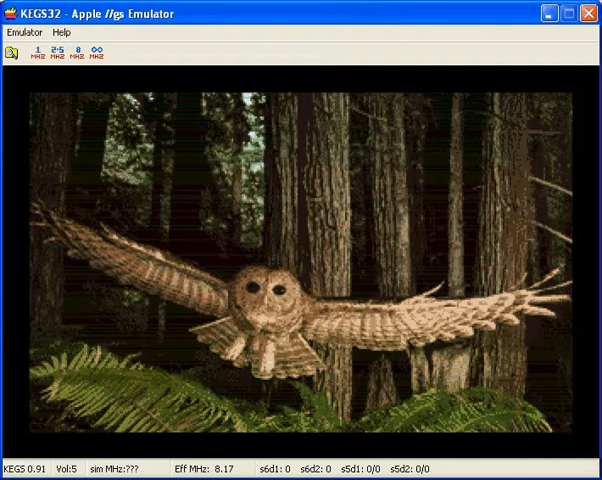 KEGS32 - Apple //gs Emulator
Emulator Help
1 MHZ 2.5 MHZ 8 MHZ ∞ MHZ
KEGS 0.91 Vol:5 sim MHz:??? Eff MHz: 8.17 s6d1: 0 s6d2: 0 s5d1: 0/0 s5d2: 0/0